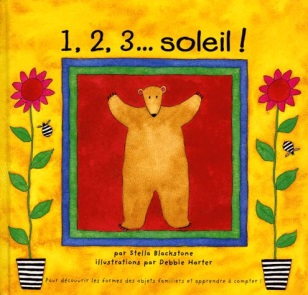 1, 2, 3... soleil !
par Stella Blackstone
illustrations par Debbie Harter
Pour découvrir les formes des objets familiers et apprendre à compter !